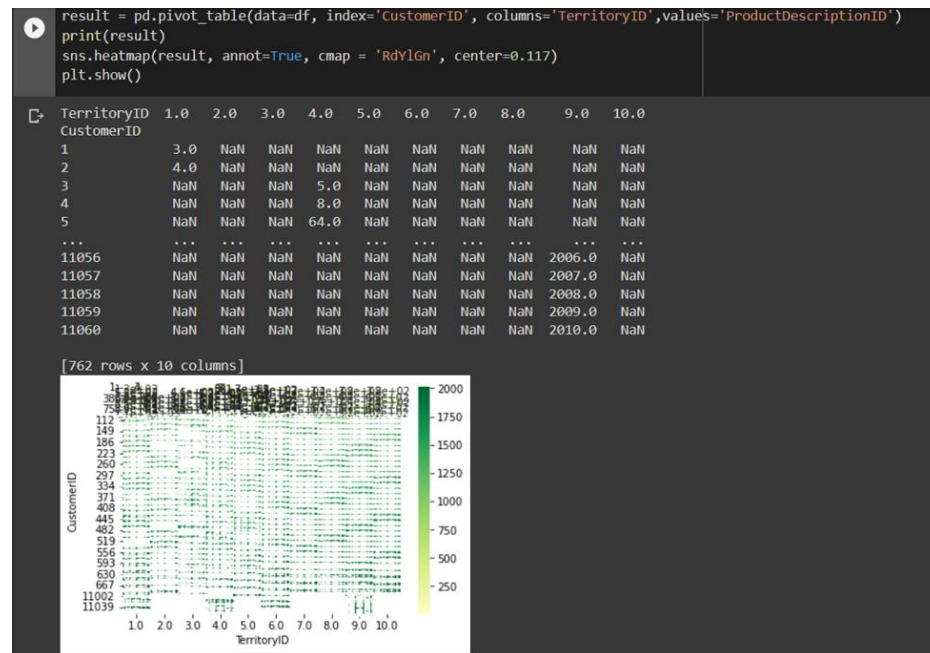 result = pd.pivot_table(data=df, index='CustomerID', columns='TerritoryID',values='ProductDescriptionID')
print(result)
sns.heatmap(result, annot=True, cmap = 'RdYlGn', center=0.117)
plt.show()
TerritoryID 1.0 2.0 3.0 4.0 5.0 6.0 7.0 8.0 9.0 10.0
CustomerID
1 3.0 NaN NaN NaN NaN NaN NaN NaN NaN NaN
2 4.0 NaN NaN NaN NaN NaN NaN NaN NaN NaN
3 NaN NaN NaN 5.0 NaN NaN NaN NaN NaN NaN
4 NaN NaN NaN 8.0 NaN NaN NaN NaN NaN NaN
5 NaN NaN NaN 64.0 NaN NaN NaN NaN NaN NaN
... ... ... ... ... ... ... ... ... ... ...
11056 NaN NaN NaN NaN NaN NaN NaN NaN 2006.0 NaN
11057 NaN NaN NaN NaN NaN NaN NaN NaN 2007.0 NaN
11058 NaN NaN NaN NaN NaN NaN NaN NaN 2008.0 NaN
11059 NaN NaN NaN NaN NaN NaN NaN NaN 2009.0 NaN
11060 NaN NaN NaN NaN NaN NaN NaN NaN 2010.0 NaN
[762 rows x 10 columns]
CustomerID
1
38
75
112
149
186
223
260
297
334
371
408
445
482
519
556
593
630
667
11002
11039
1.0 2.0 3.0 4.0 5.0 6.0 7.0 8.0 9.0 10.0
TerritoryID
2000
1750
1500
1250
1000
750
500
250